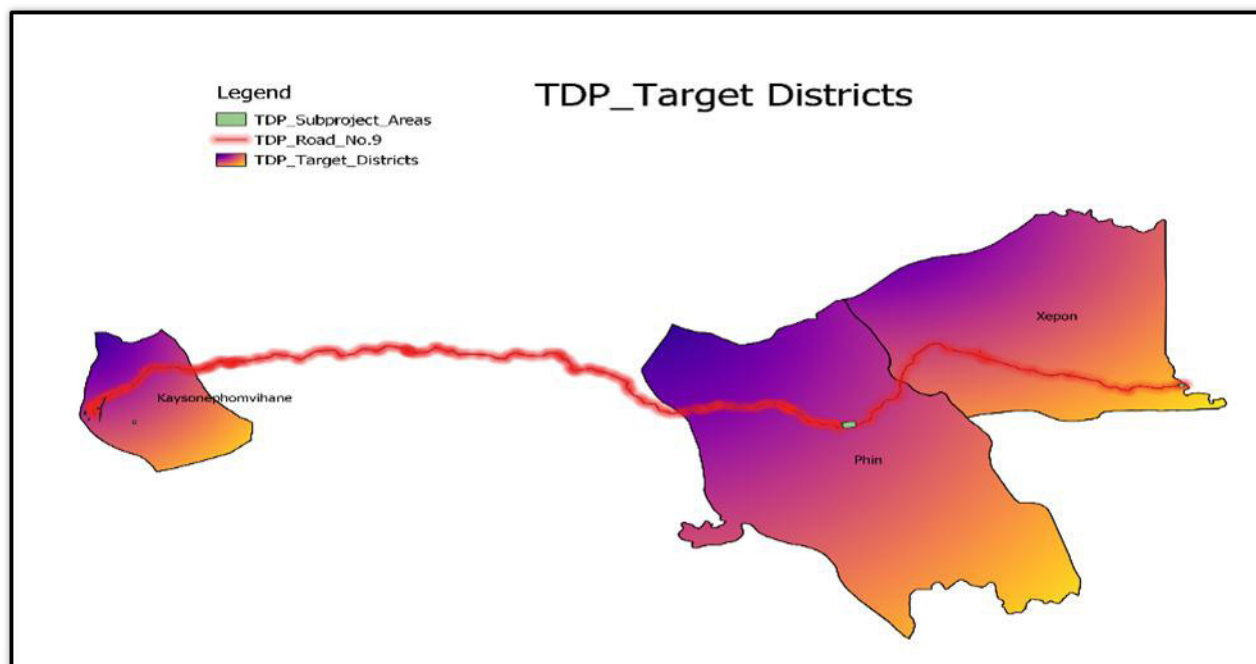 TDP_Target Districts
Legend
TDP_Subproject_Areas
TDP_Road_No.9
TDP_Target_Districts
Xepon
Kaysonephomvihane
Phin